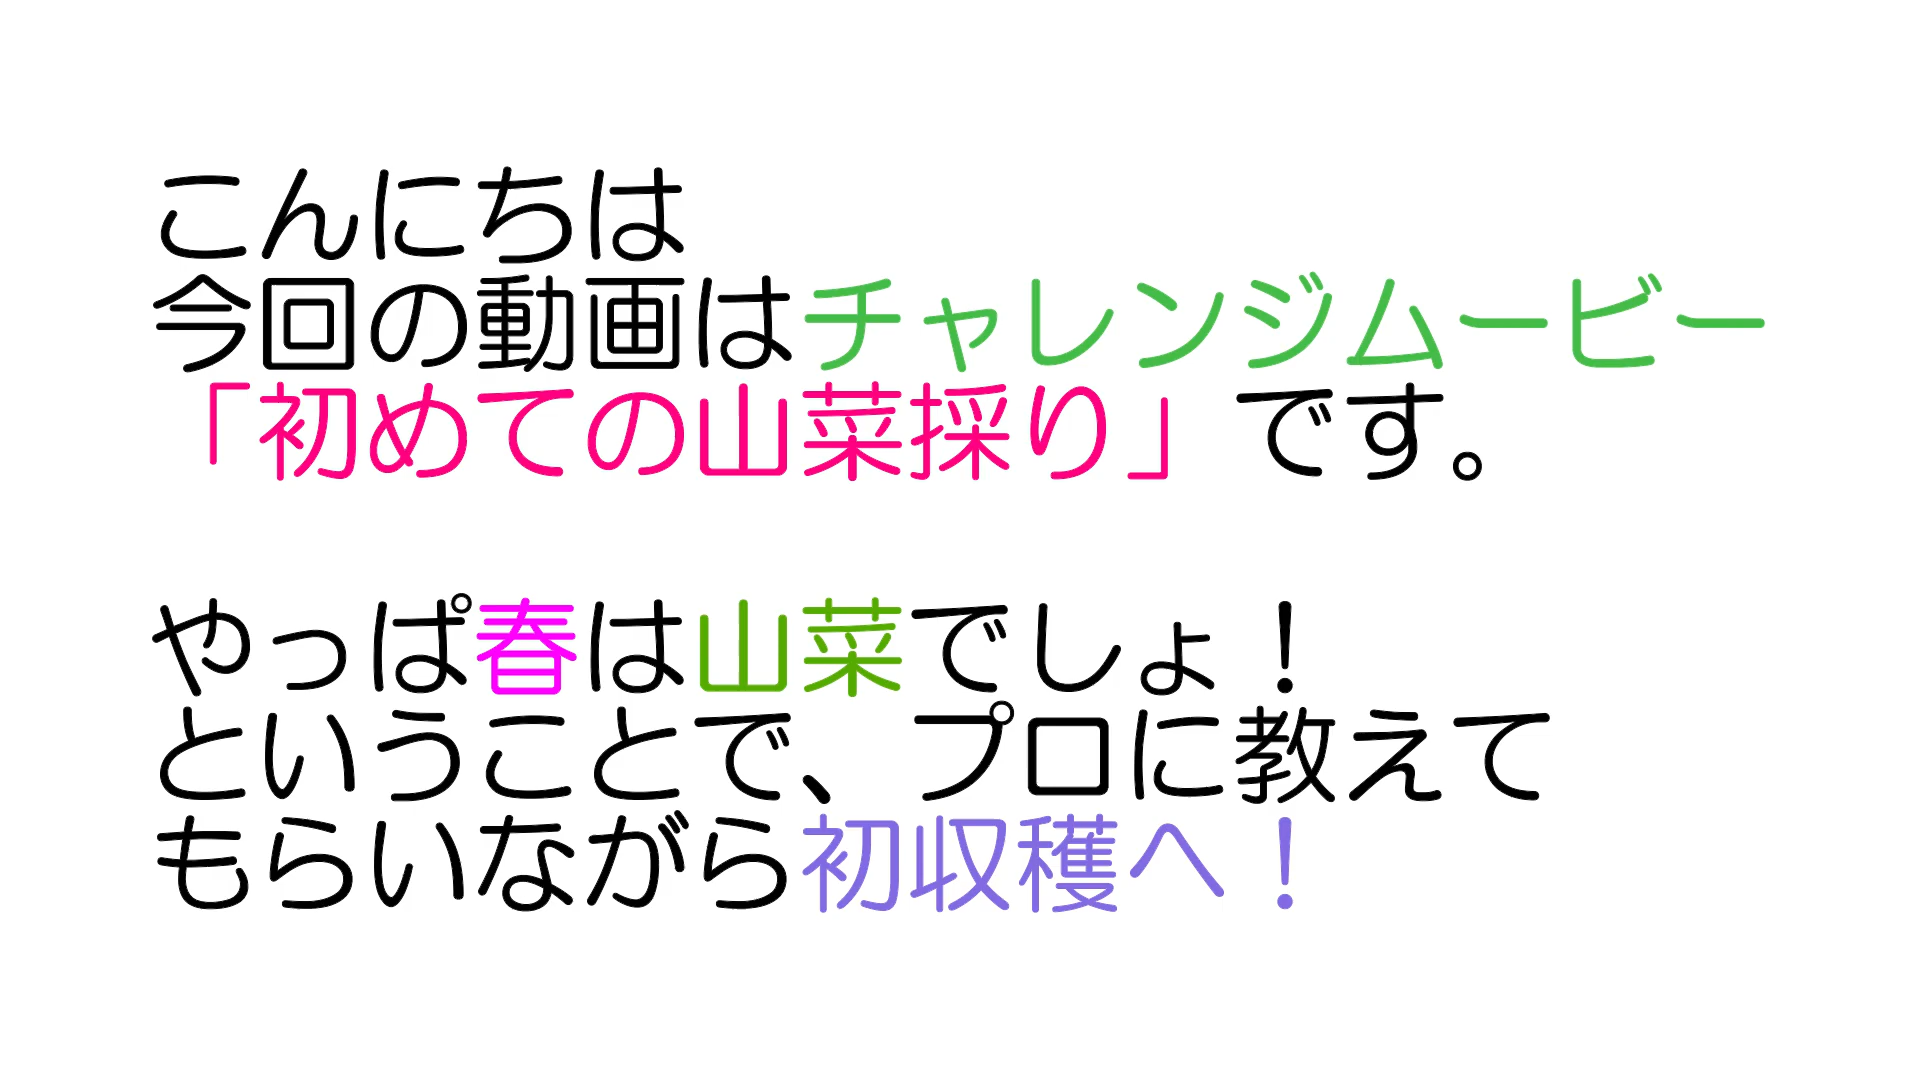 こんにちは
今回の動画はチャレンジムービー
「初めての山菜採り」です。
やっぱ春は山菜でしょ！
ということで、プロに教えて
もらいながら初収穫へ！